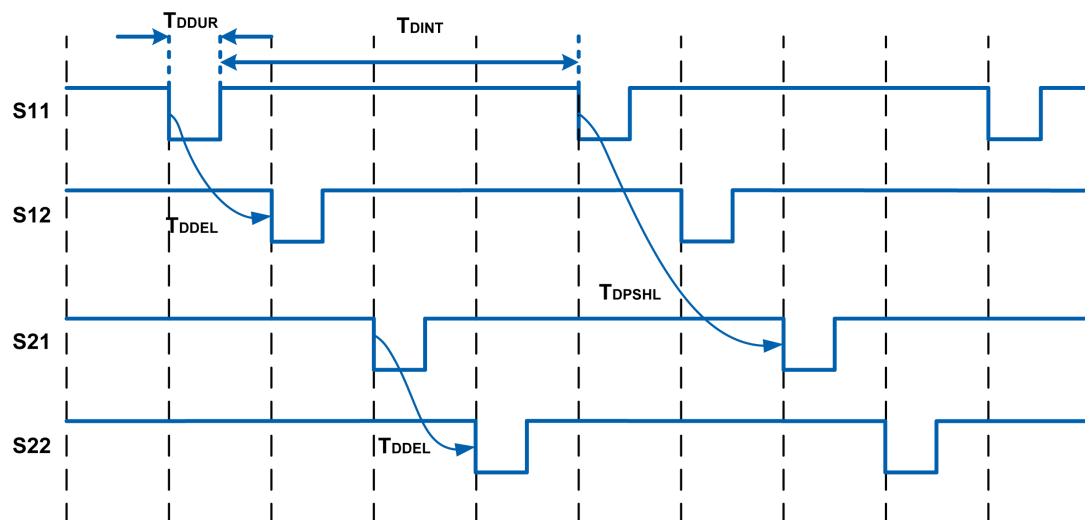 TDDUR
TDINT
S11
S12
TDDEL
TDPSHL
S21
S22
TDDEL